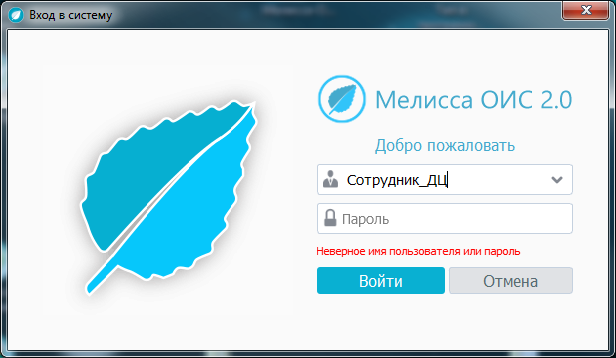 Вход в систему
Мелисса ОИС 2.0
Добро пожаловать
Сотрудник_ДЦ
Пароль
Неверное имя пользователя или пароль
Войти
Отмена